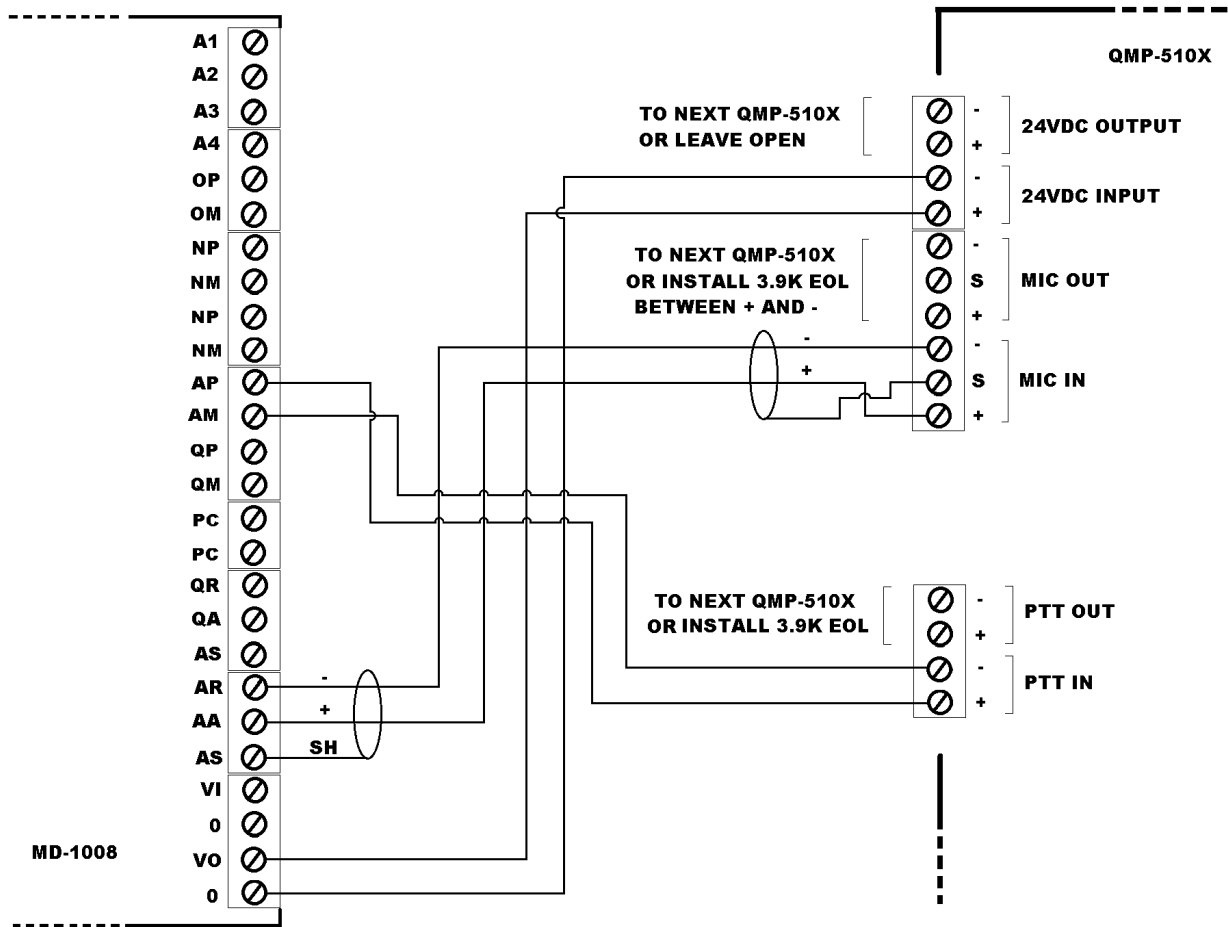 A1
A2
A3
A4
OP
OM
NP
NM
NP
NM
AP
AM
QP
QM
PC
PC
QR
QA
AS
AR
AA
AS
VI
0
VO
0
MD-1008
-
+
SH
QMP-510X
TO NEXT QMP-510X
OR LEAVE OPEN
-
+
24VDC OUTPUT
-
+
24VDC INPUT
TO NEXT QMP-510X
OR INSTALL 3.9K EOL
BETWEEN + AND -
-
S
+
MIC OUT
-
+
-
S
+
MIC IN
TO NEXT QMP-510X
OR INSTALL 3.9K EOL
-
+
PTT OUT
-
+
PTT IN